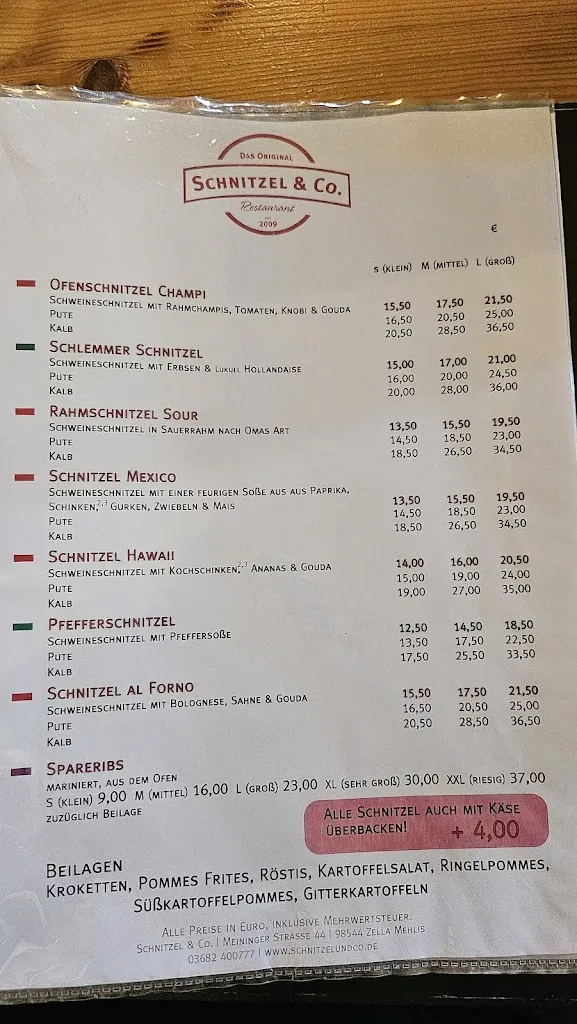 Das Original
Schnitzel & Co.
Restaurant
2009
€
S (klein) M (mittel) L (groß)
Ofenschnitzel Champi
Schweineschnitzel mit Rahmchampis, Tomaten, Knobi & Gouda 15,50 17,50 21,50
Pute 16,50 20,50 25,00
Kalb 20,50 28,50 36,50
Schlemmer Schnitzel
Schweineschnitzel mit Erbsen & Lukull Hollandaise 15,00 17,00 21,00
Pute 16,00 20,00 24,50
Kalb 20,00 28,00 36,00
Rahmschnitzel Sour
Schweineschnitzel in Sauerrahm nach Omas Art 13,50 15,50 19,50
Pute 14,50 18,50 23,00
Kalb 18,50 26,50 34,50
Schnitzel Mexico
Schweineschnitzel mit einer feurigen Soße aus aus Paprika,
Schinken,²,³ Gurken, Zwiebeln & Mais 13,50 15,50 19,50
Pute 14,50 18,50 23,00
Kalb 18,50 26,50 34,50
Schnitzel Hawaii
Schweineschnitzel mit Kochschinken,²,³ Ananas & Gouda 14,00 16,00 20,50
Pute 15,00 19,00 24,00
Kalb 19,00 27,00 35,00
Pfefferschnitzel
Schweineschnitzel mit Pfeffersoße 12,50 14,50 18,50
Pute 13,50 17,50 22,50
Kalb 17,50 25,50 33,50
Schnitzel al Forno
Schweineschnitzel mit Bolognese, Sahne & Gouda 15,50 17,50 21,50
Pute 16,50 20,50 25,00
Kalb 20,50 28,50 36,50
Spareribs
mariniert, aus dem Ofen
S (klein) 9,00 M (mittel) 16,00 L (groß) 23,00 XL (sehr groß) 30,00 XXL (riesig) 37,00
zuzüglich Beilage
Alle Schnitzel auch mit Käse
überbacken! + 4,00
Beilagen
Kroketten, Pommes Frites, Röstis, Kartoffelsalat, Ringelpommes,
Süßkartoffelpommes, Gitterkartoffeln
Alle Preise in Euro, inklusive Mehrwertsteuer.
Schnitzel & Co. | Meininger Strasse 44 | 98544 Zella Mehlis
03682 400777 | www.schnitzelundco.de